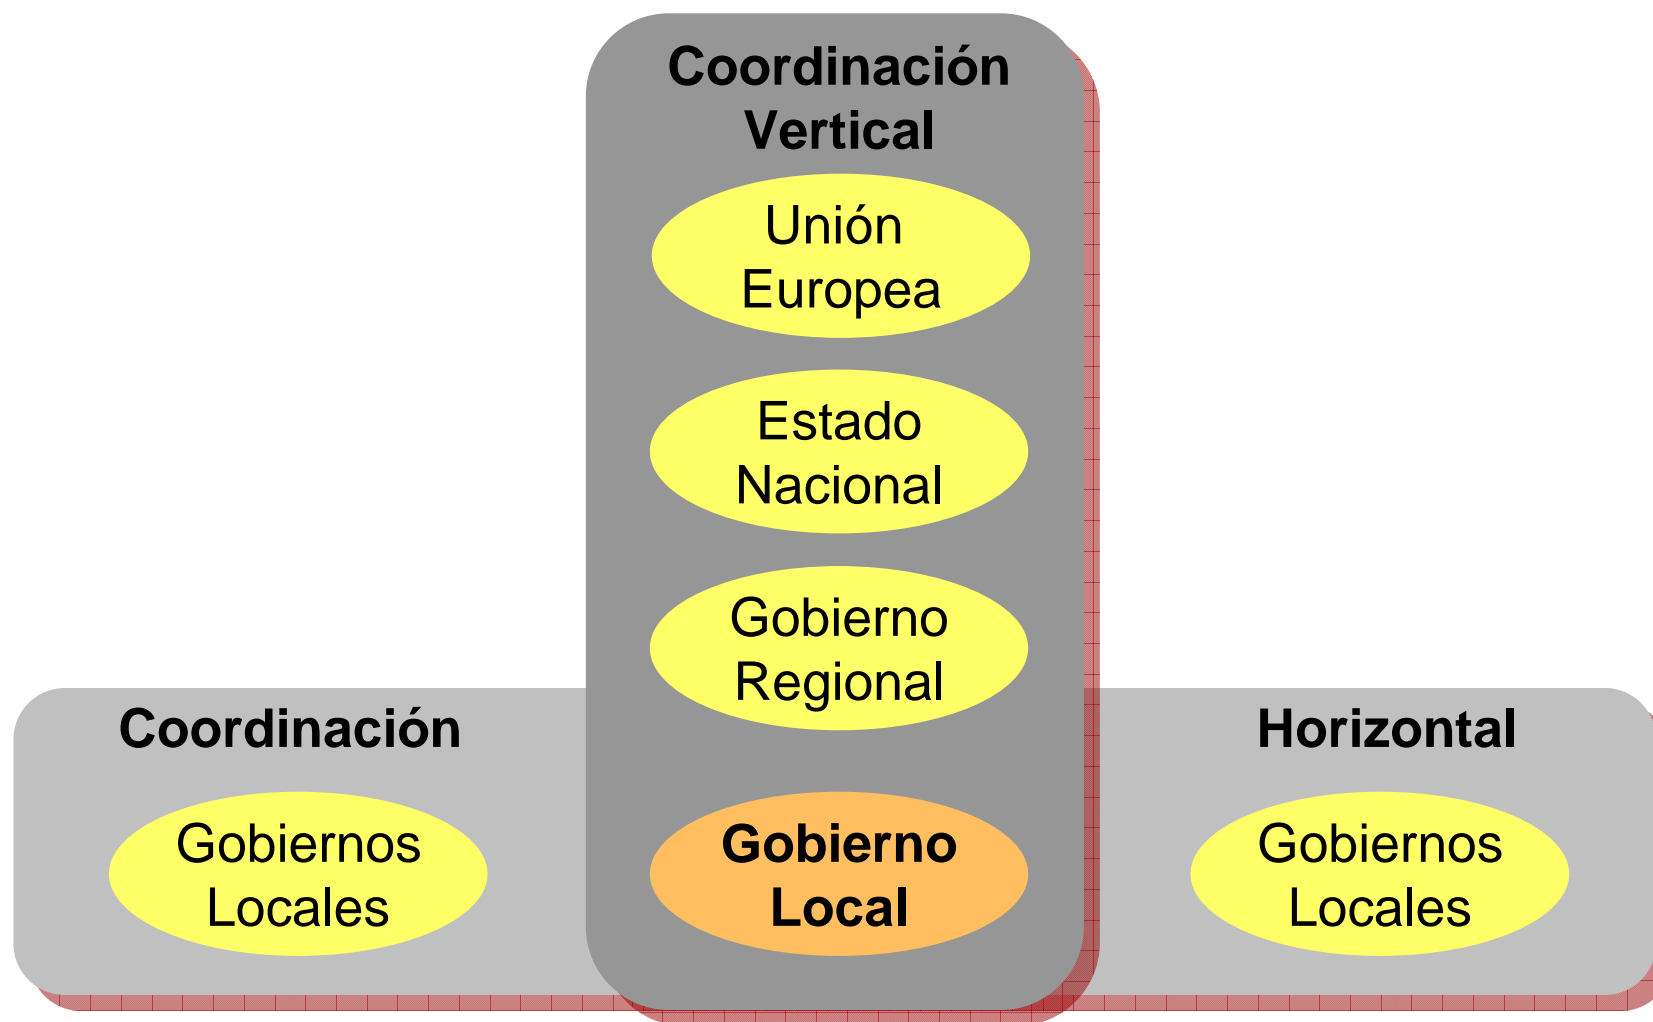 Coordinación
Vertical
Unión
Europea
Estado
Nacional
Gobierno
Regional
Coordinación
Horizontal
Gobiernos
Locales
Gobierno
Local
Gobiernos
Locales